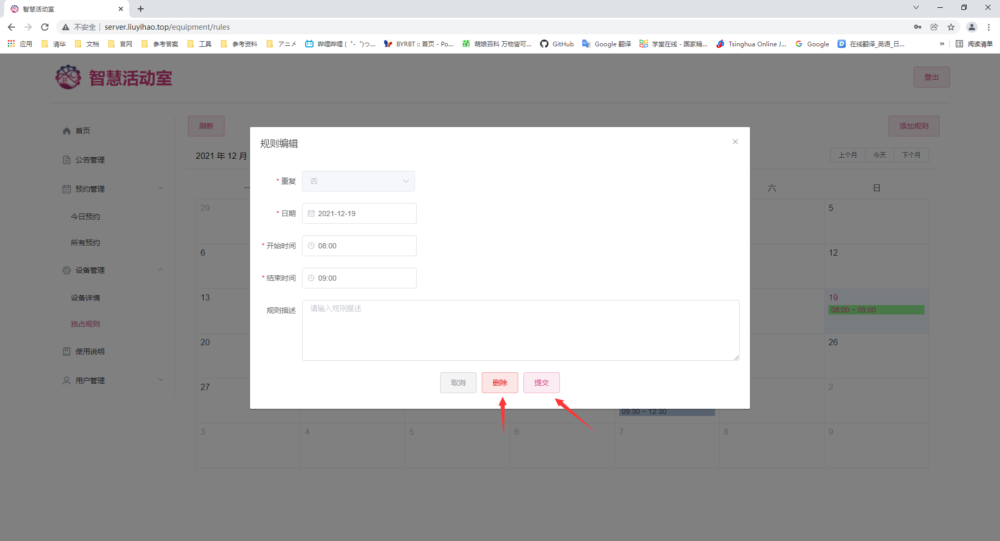 智慧活动室
不安全 server.liuyihao.top/equipment/rules
应用 清华 文档 官网 参考答案 工具 参考资料 アニメ 哔哩哔哩 (゜-゜)つ... BYRBT :: 首页 - Po... 萌娘百科 万物皆可... GitHub Google 翻译 学堂在线 - 国家精... Tsinghua Online J... Google 在线翻译_英语_日... » 阅读清单
智慧活动室
登出
首页
公告管理
预约管理
今日预约
所有预约
设备管理
设备详情
独占规则
使用说明
用户管理
刷新
添加规则
2021 年 12 月
上个月 今天 下个月
一 六 日
29 5
6 12
13 19
08:00 ~ 09:00
20 26
27 2
09:30 ~ 12:30
3 4 5 6 7 8 9
规则编辑
* 重复 否
* 日期 2021-12-19
* 开始时间 08:00
* 结束时间 09:00
规则描述 请输入规则描述
取消 删除 提交